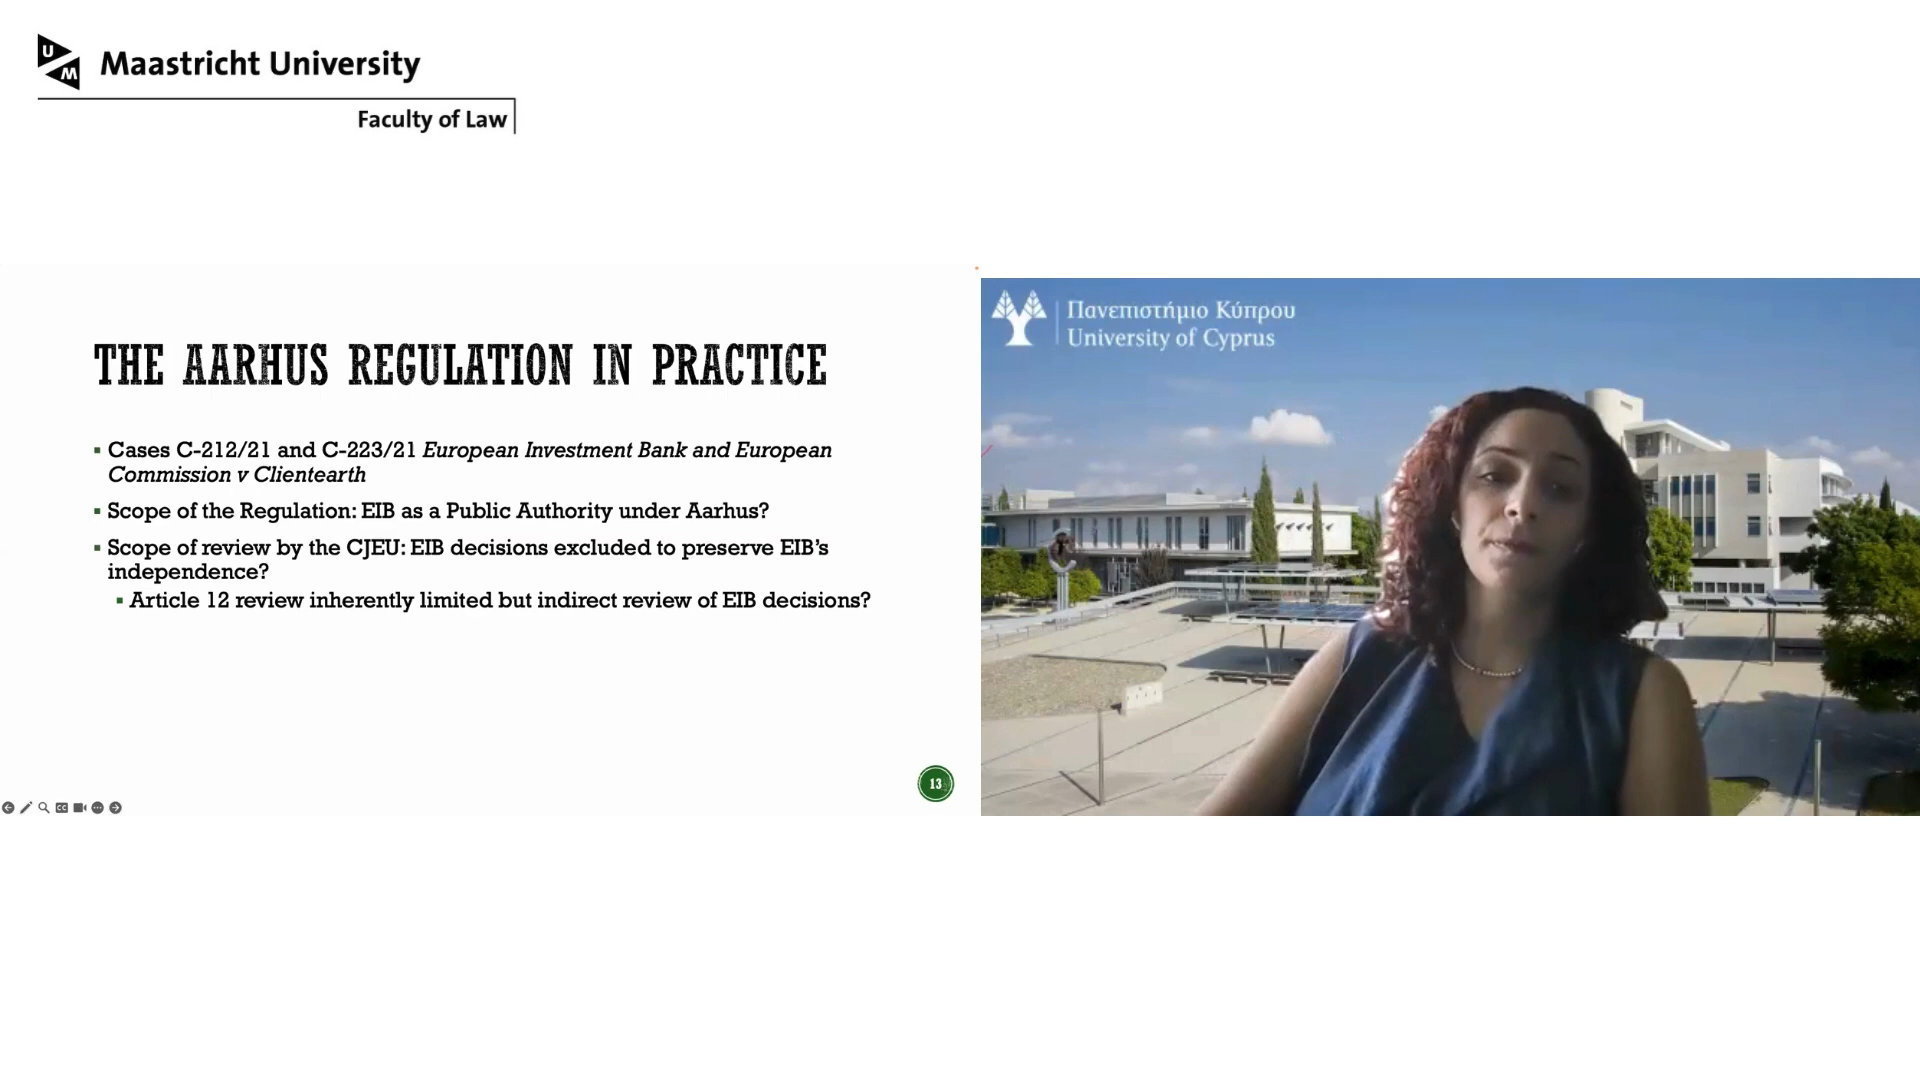 U
M
Maastricht University
Faculty of Law
THE AARHUS REGULATION IN PRACTICE
▪ Cases C-212/21 and C-223/21 European Investment Bank and European
Commission v Clientearth
▪ Scope of the Regulation: EIB as a Public Authority under Aarhus?
▪ Scope of review by the CJEU: EIB decisions excluded to preserve EIB's
independence?
▪ Article 12 review inherently limited but indirect review of EIB decisions?
13
CC
Πανεπιστήμιο Κύπρου
University of Cyprus